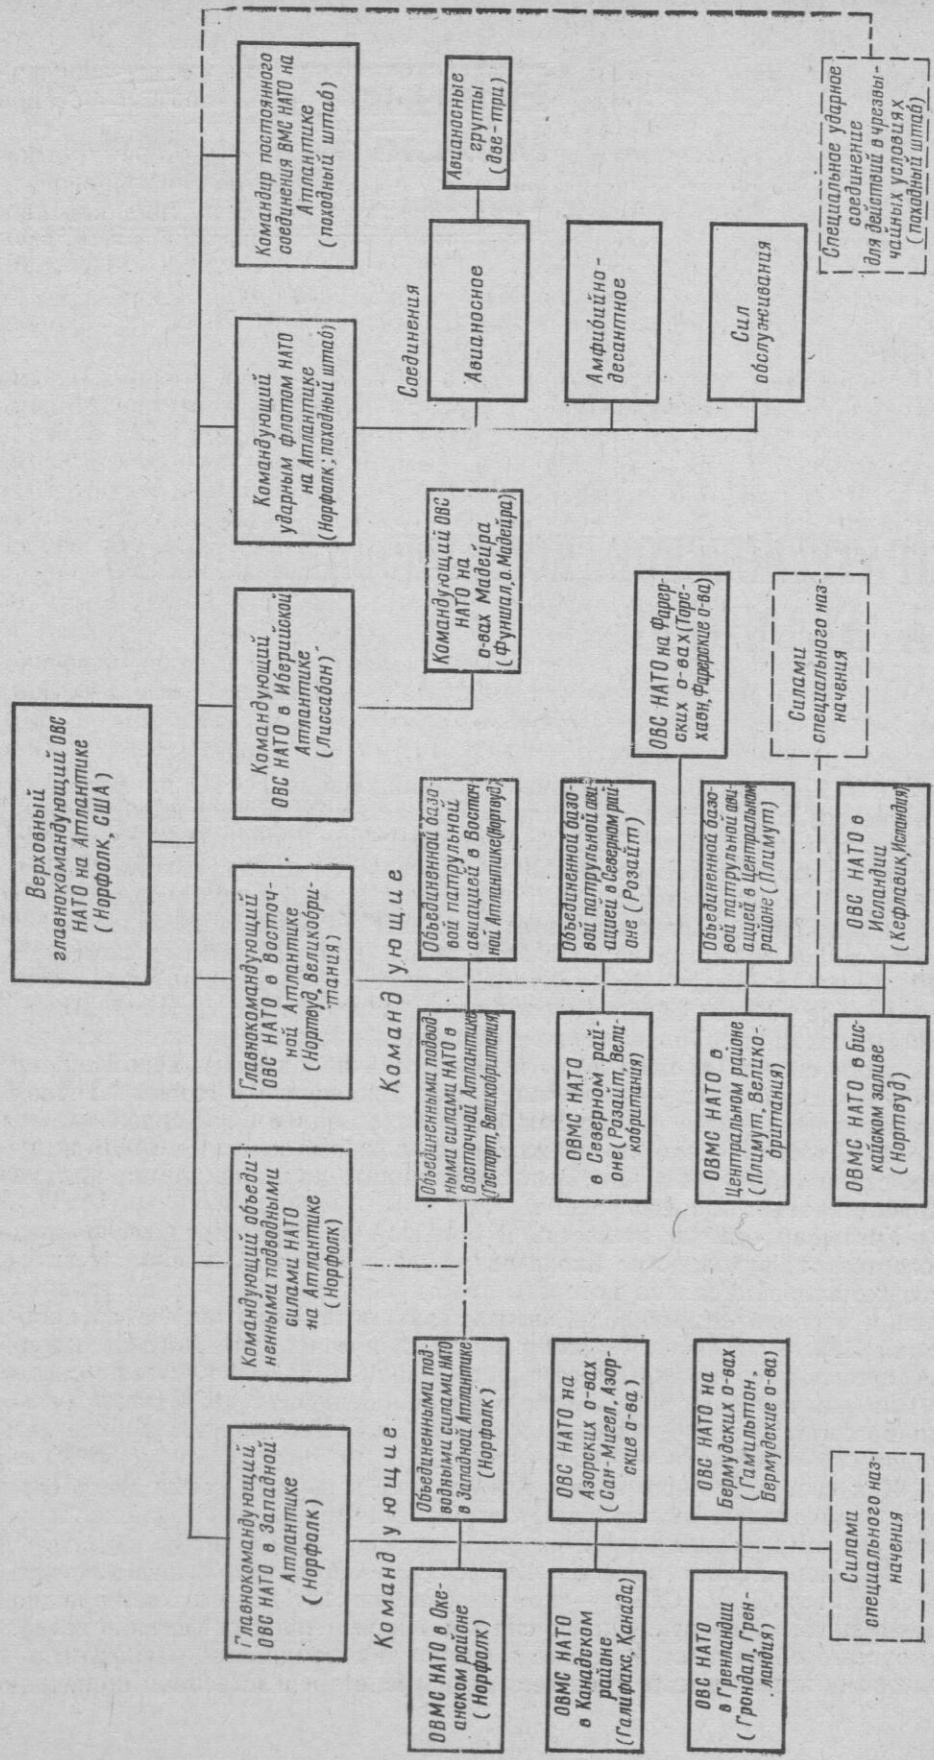 Верховный
главнокомандующий ОВС
НАТО на Атлантике
(Норфолк, США)
Главнокомандующий
ОВС НАТО в Западной
Атлантике
(Норфолк)
Командующий объеди-
ненными подводными
силами НАТО
на Атлантике
(Норфолк)
Главнокомандующий
ОВС НАТО в Восточ-
ной Атлантике
(Нортвуд, Великобри-
тания)
Командующий
ОВС НАТО в Иберийской
Атлантике
(Лиссабон)
Командующий
ударным флотом НАТО
на Атлантике
(Норфолк; походный штаб)
Командир постоянного
соединения ВМС НАТО на
Атлантике
(походный штаб)
Командующие
ОВМС НАТО в Оке-
анском районе
(Норфолк)
Объединенными под-
водными силами НАТО
в Западной Атлантике
(Норфолк)
ОВМС НАТО
в Канадском
районе
(Галифакс, Канада)
ОВС НАТО на
Азорских о-вах
(Сан-Мигел, Азор-
ские о-ва)
ОВС НАТО
в Гренландии
(Грондал, Грен-
ландия)
ОВС НАТО на
Бермудских о-вах
(Гамильтон,
Бермудские о-ва)
Силами
специального наз-
начения
Командующие
Объединенными подвод-
ными силами НАТО в
Восточной Атлантике
(Госпорт, Великобритания)
Объединенной базо-
вой патрульной
авиацией в Восточ-
ной Атлантике (Нортвуд)
ОВМС НАТО
в Северном рай-
оне (Розайт, Вели-
кобритания)
Объединенной базо-
вой патрульной ави-
ацией в Северном рай-
оне (Розайт)
ОВС НАТО на Фарер-
ских о-вах (Торс-
хавн, Фарерские о-ва)
ОВМС НАТО в
Центральном районе
(Плимут, Велико-
британия)
Объединенной базо-
вой патрульной ави-
ацией в Центральном
районе (Плимут)
Силами
специального наз-
начения
ОВМС НАТО в Бис-
кайском заливе
(Нортвуд)
ОВС НАТО в
Исландии
(Кефлавик, Исландия)
Командующий ОВС
НАТО на
о-вах Мадейра
(Фуншал, о. Мадейра)
Соединения
Авианосное
Авианосные
группы
(две-три)
Амфибийно-
десантное
Сил
обслуживания
Специальное ударное
соединение
для действий в чрезвы-
чайных условиях
(походный штаб)